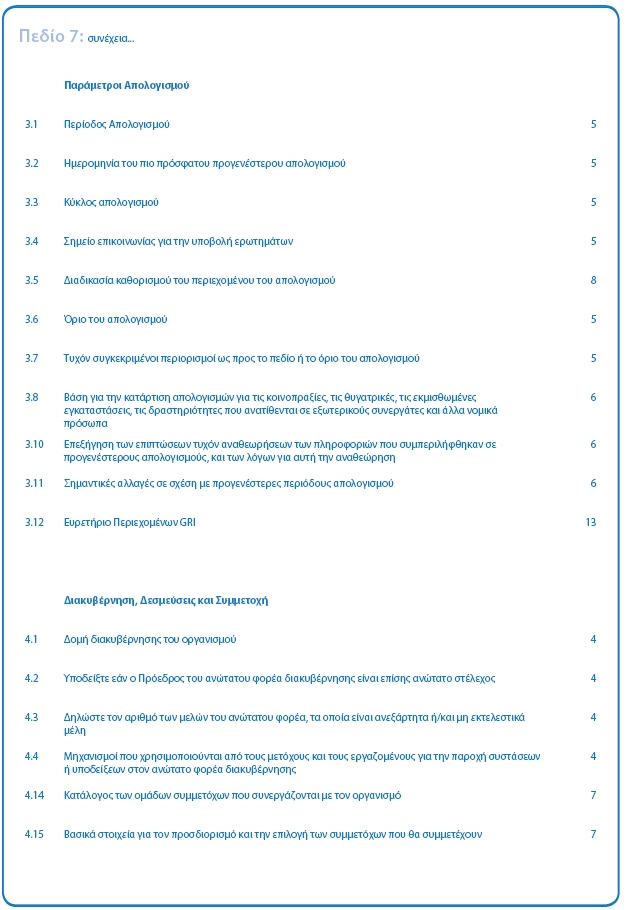 Πεδίο 7: συνέχεια...
Παράμετροι Απολογισμού
3.1 Περίοδος Απολογισμού 5
3.2 Ημερομηνία του πιο πρόσφατου προγενέστερου απολογισμού 5
3.3 Κύκλος απολογισμού 5
3.4 Σημείο επικοινωνίας για την υποβολή ερωτημάτων 5
3.5 Διαδικασία καθορισμού του περιεχομένου του απολογισμού 8
3.6 Όριο του απολογισμού 5
3.7 Τυχόν συγκεκριμένοι περιορισμοί ως προς το πεδίο ή το όριο του απολογισμού 5
3.8 Βάση για την κατάρτιση απολογισμών για τις κοινοπραξίες, τις θυγατρικές, τις εκμισθωμένες 6
εγκαταστάσεις, τις δραστηριότητες που ανατίθενται σε εξωτερικούς συνεργάτες και άλλα νομικά
πρόσωπα
3.10 Επεξήγηση των επιπτώσεων τυχόν αναθεωρήσεων των πληροφοριών που συμπεριλήφθηκαν σε 6
προγενέστερους απολογισμούς, και των λόγων για αυτή την αναθεώρηση
3.11 Σημαντικές αλλαγές σε σχέση με προγενέστερες περιόδους απολογισμού 6
3.12 Ευρετήριο Περιεχομένων GRI 13
Διακυβέρνηση, Δεσμεύσεις και Συμμετοχή
4.1 Δομή διακυβέρνησης του οργανισμού 4
4.2 Υποδείξτε εάν ο Πρόεδρος του ανώτατου φορέα διακυβέρνησης είναι επίσης ανώτατο στέλεχος 4
4.3 Δηλώστε τον αριθμό των μελών του ανώτατου φορέα, τα οποία είναι ανεξάρτητα ή/και μη εκτελεστικά 4
μέλη
4.4 Μηχανισμοί που χρησιμοποιούνται από τους μετόχους και τους εργαζομένους για την παροχή συστάσεων 4
ή υποδείξεων στον ανώτατο φορέα διακυβέρνησης
4.14 Κατάλογος των ομάδων συμμετόχων που συνεργάζονται με τον οργανισμό 7
4.15 Βασικά στοιχεία για τον προσδιορισμό και την επιλογή των συμμετόχων που θα συμμετέχουν 7